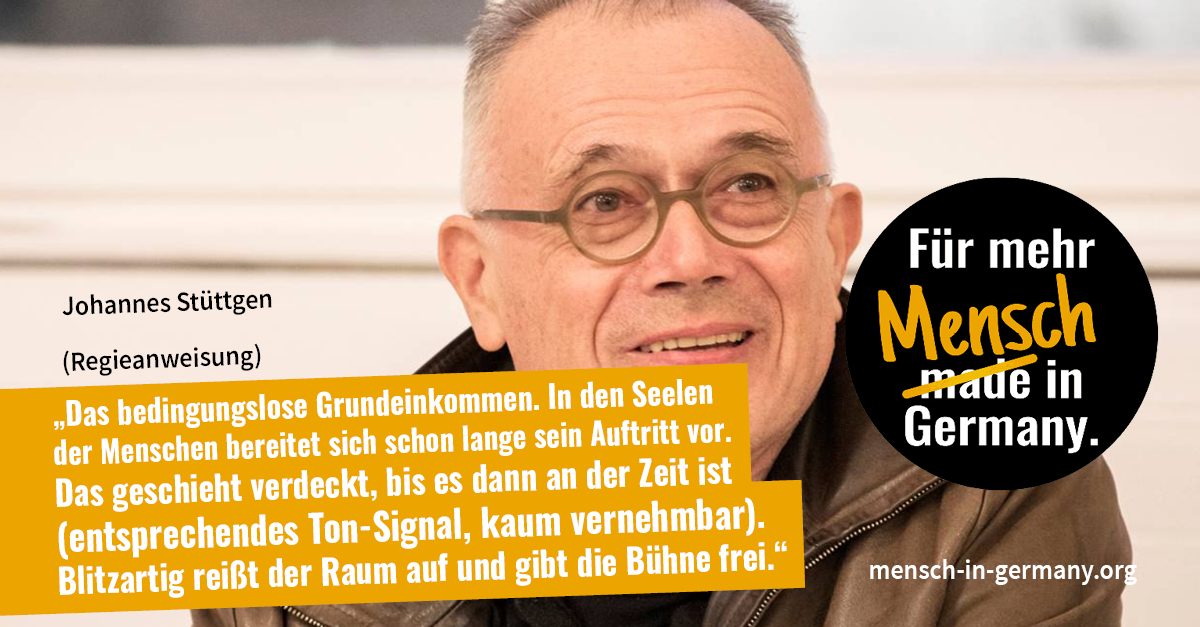 Johannes Stüttgen
(Regieanweisung)
„Das bedingungslose Grundeinkommen. In den Seelen
der Menschen bereitet sich schon lange sein Auftritt vor.
Das geschieht verdeckt, bis es dann an der Zeit ist
(entsprechendes Ton-Signal, kaum vernehmbar).
Blitzartig reißt der Raum auf und gibt die Bühne frei.“
Für mehr
Mensch
made in
Germany.
mensch-in-germany.org